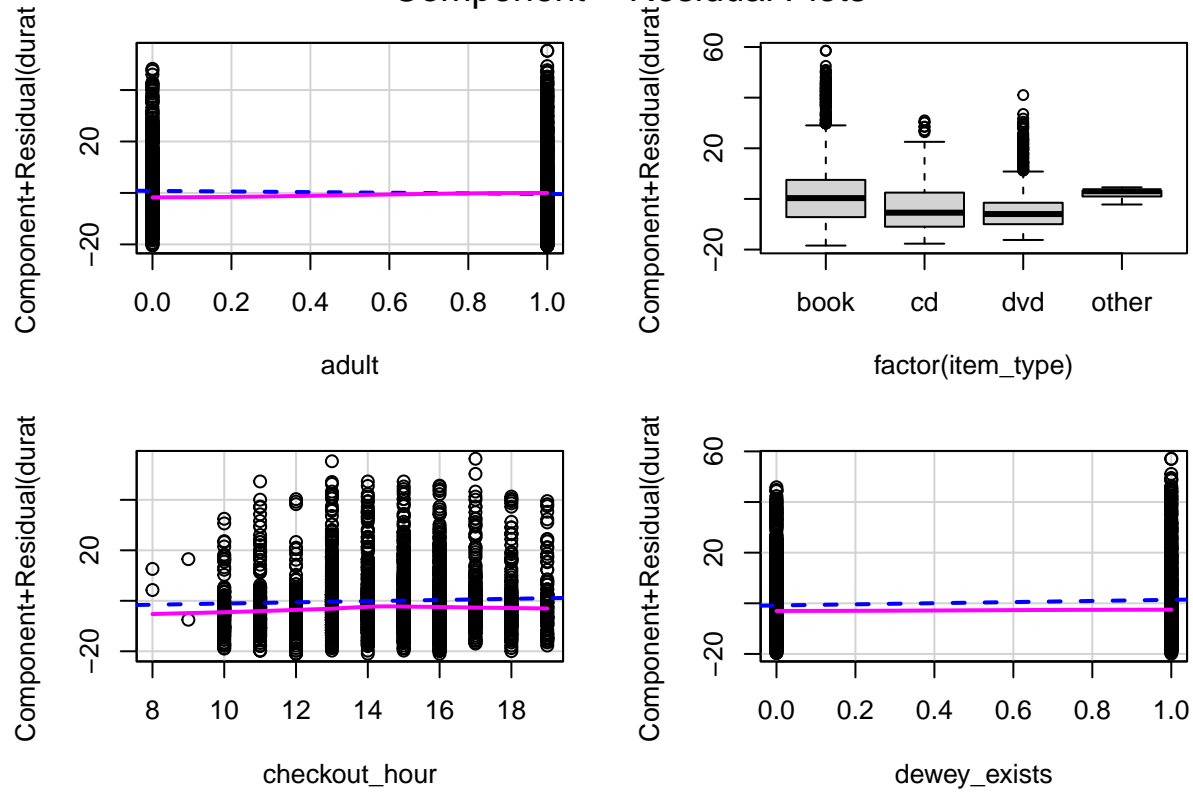 Component + Residual Plots
Component+Residual(durat
20
−20
0.0 0.2 0.4 0.6 0.8 1.0
adult
Component+Residual(durat
60
20
−20
book cd dvd other
factor(item_type)
Component+Residual(durat
20
−20
8 10 12 14 16 18
checkout_hour
Component+Residual(durat
60
20
−20
0.0 0.2 0.4 0.6 0.8 1.0
dewey_exists